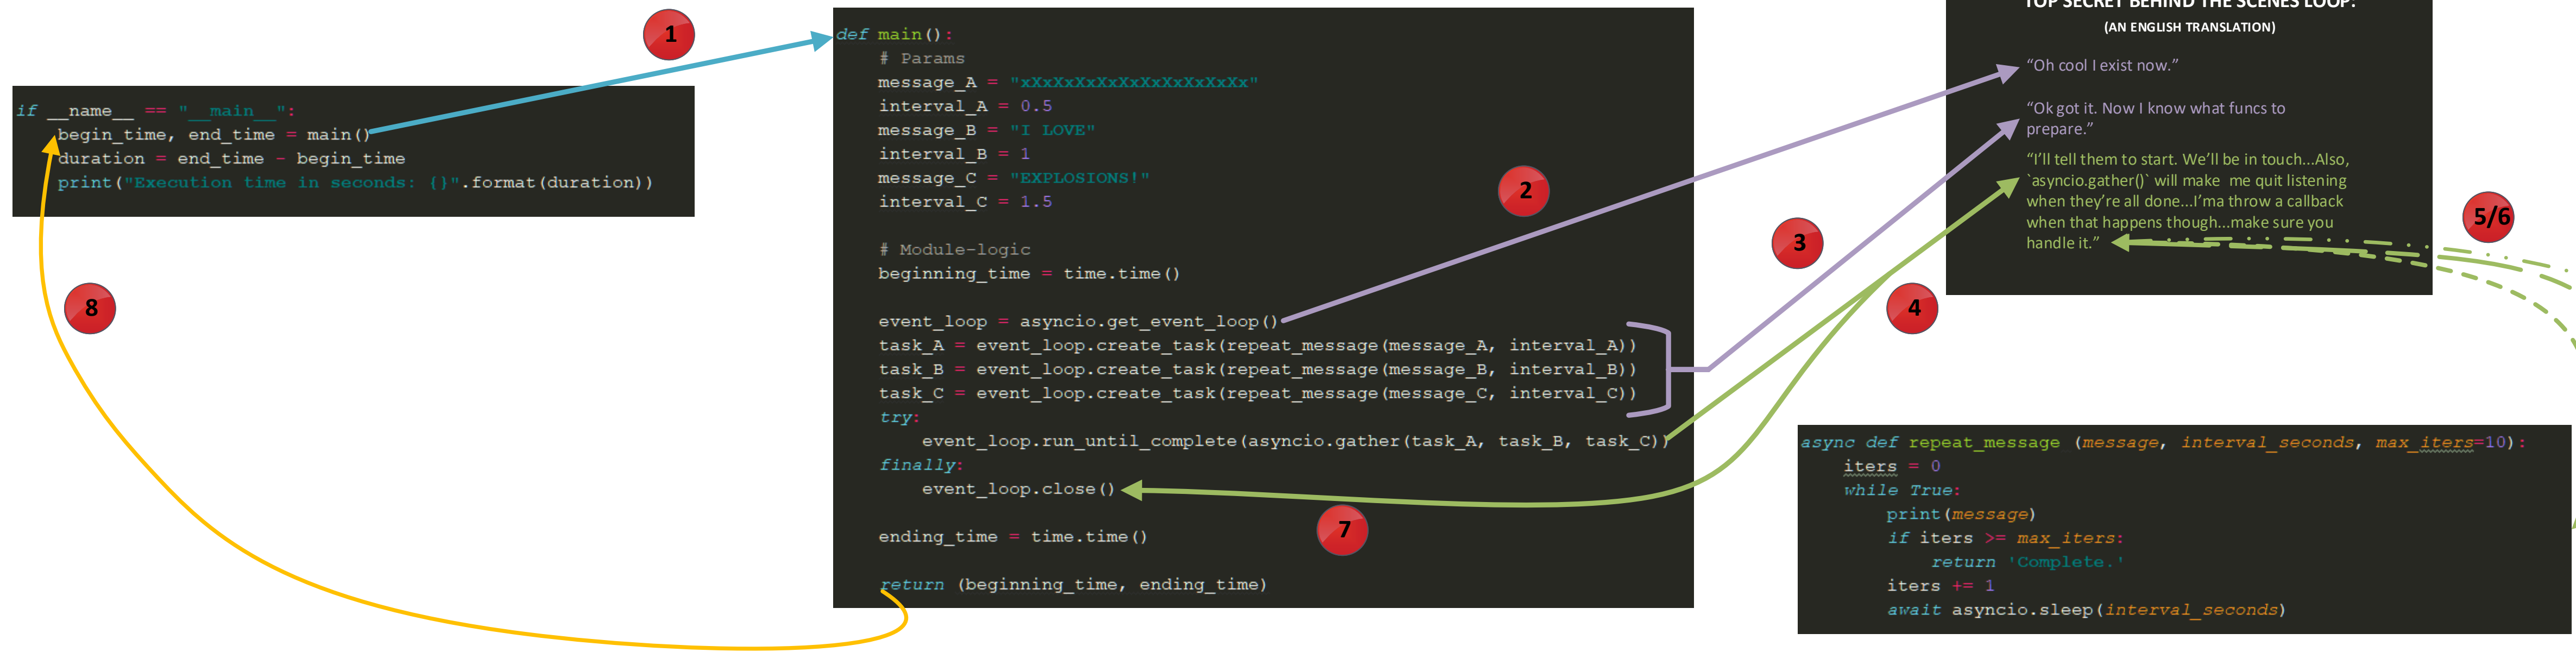 1
if __name__ == "__main__":
    begin_time, end_time = main()
    duration = end_time - begin_time
    print("Execution time in seconds: {}".format(duration))
8
def main():
    # Params
    message_A = "xXxXxXxXxXxXxXxXxXxXx"
    interval_A = 0.5
    message_B = "I LOVE"
    interval_B = 1
    message_C = "EXPLOSIONS!"
    interval_C = 1.5
    # Module-logic
    beginning_time = time.time()
    event_loop = asyncio.get_event_loop()
    task_A = event_loop.create_task(repeat_message(message_A, interval_A))
    task_B = event_loop.create_task(repeat_message(message_B, interval_B))
    task_C = event_loop.create_task(repeat_message(message_C, interval_C))
    try:
        event_loop.run_until_complete(asyncio.gather(task_A, task_B, task_C))
    finally:
        event_loop.close()
    ending_time = time.time()
    return (beginning_time, ending_time)
2
3
4
7
TOP SECRET BEHIND THE SCENES LOOP:
(AN ENGLISH TRANSLATION)
“Oh cool I exist now.”
“Ok got it. Now I know what funcs to
prepare.”
“I’ll tell them to start. We’ll be in touch...Also,
`asyncio.gather()` will make  me quit listening
when they’re all done...I’ma throw a callback
when that happens though...make sure you
handle it.”
5/6
async def repeat_message (message, interval_seconds, max_iters=10):
    iters = 0
    while True:
        print(message)
        if iters >= max_iters:
            return 'Complete.'
        iters += 1
        await asyncio.sleep(interval_seconds)